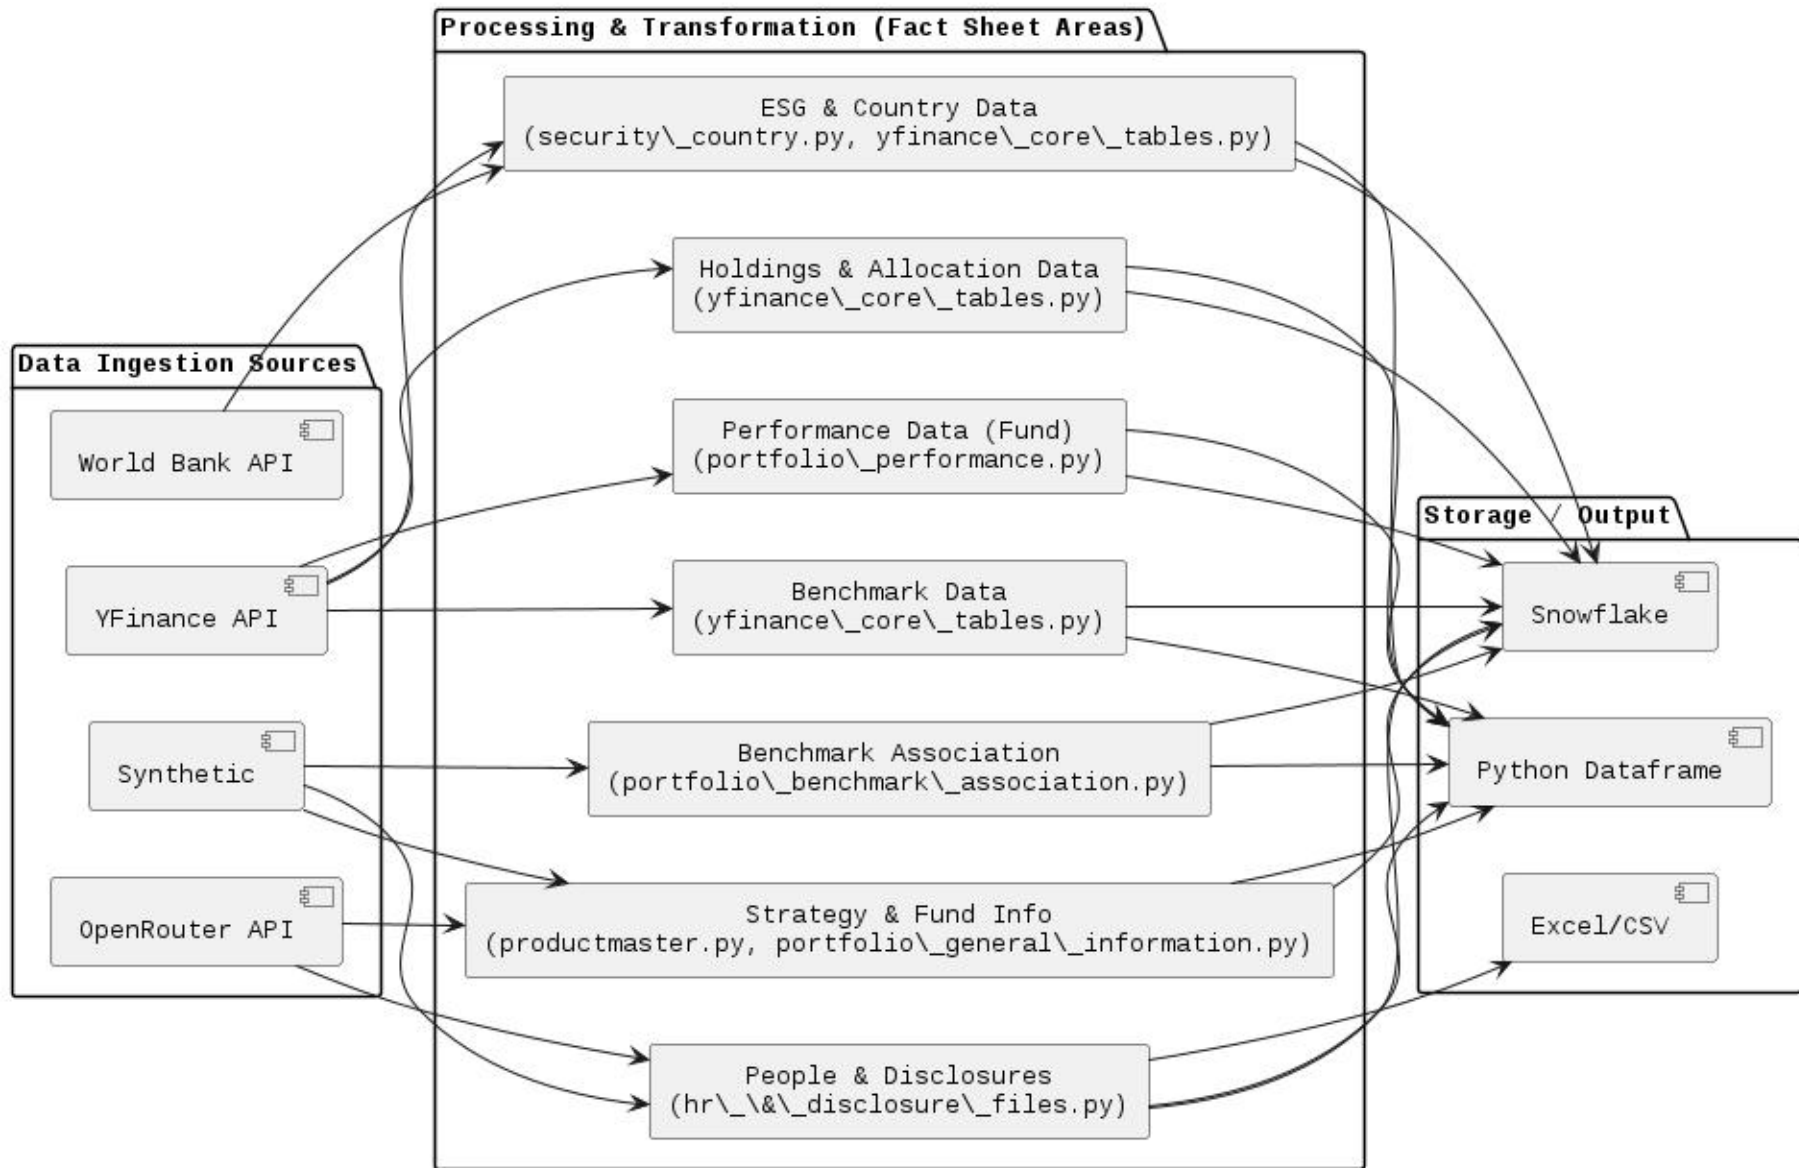 Processing & Transformation (Fact Sheet Areas)
ESG & Country Data
(security\_country.py, yfinance\_core\_tables.py)
Holdings & Allocation Data
(yfinance\_core\_tables.py)
Data Ingestion Sources
World Bank API
Performance Data (Fund)
(portfolio\_performance.py)
Storage / Output
YFinance API
Benchmark Data
(yfinance\_core\_tables.py)
Snowflake
Synthetic
Benchmark Association
(portfolio\_benchmark\_association.py)
Python Dataframe
OpenRouter API
Strategy & Fund Info
(productmaster.py, portfolio\_general\_information.py)
Excel/CSV
People & Disclosures
(hr\_\&\_disclosure\_files.py)